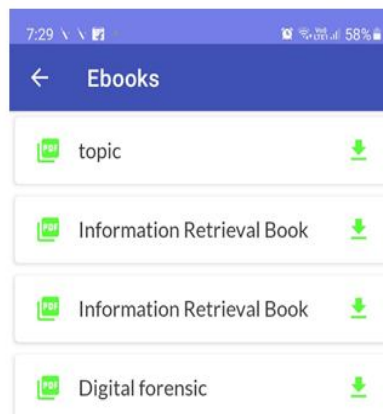 7:29 58%
Ebooks
PDF topic
PDF Information Retrieval Book
PDF Information Retrieval Book
PDF Digital forensic